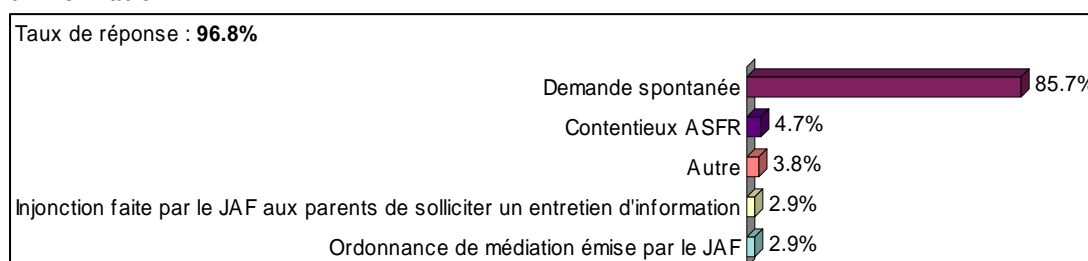 Taux de réponse : 96.8%
Demande spontanée 85.7%
Contentieux ASFR 4.7%
Autre 3.8%
Injonction faite par le JAF aux parents de solliciter un entretien d'information 2.9%
Ordonnance de médiation émise par le JAF 2.9%